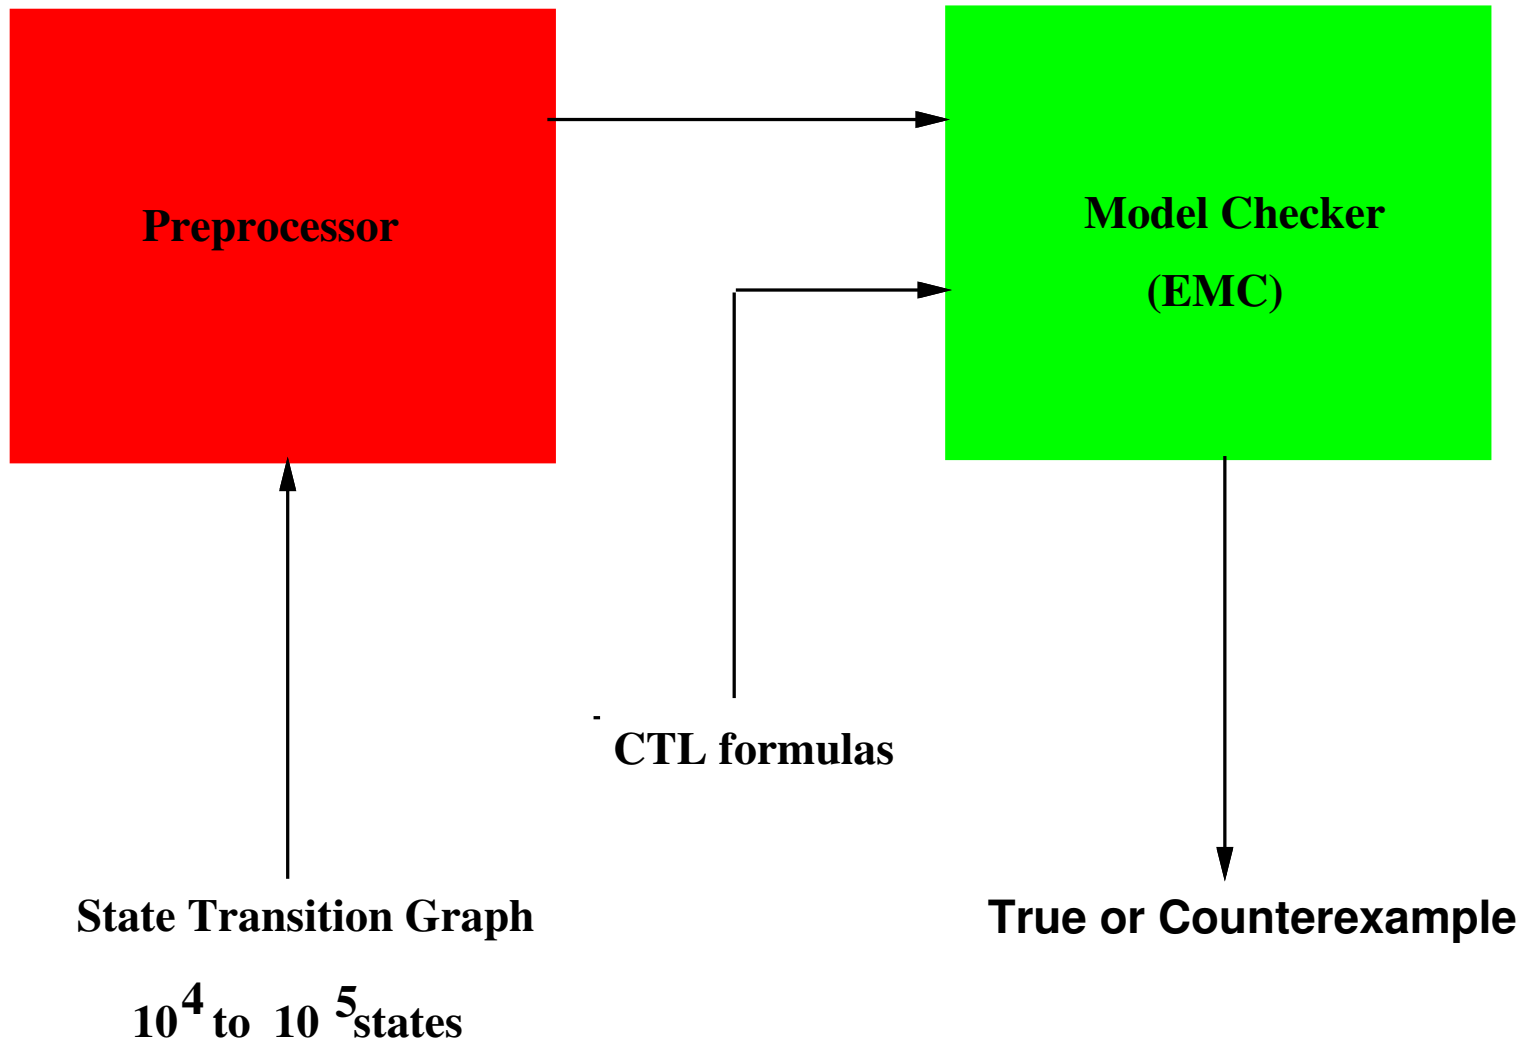 Preprocessor
Model Checker
(EMC)
CTL formulas
State Transition Graph
10^4 to 10^5 states
True or Counterexample